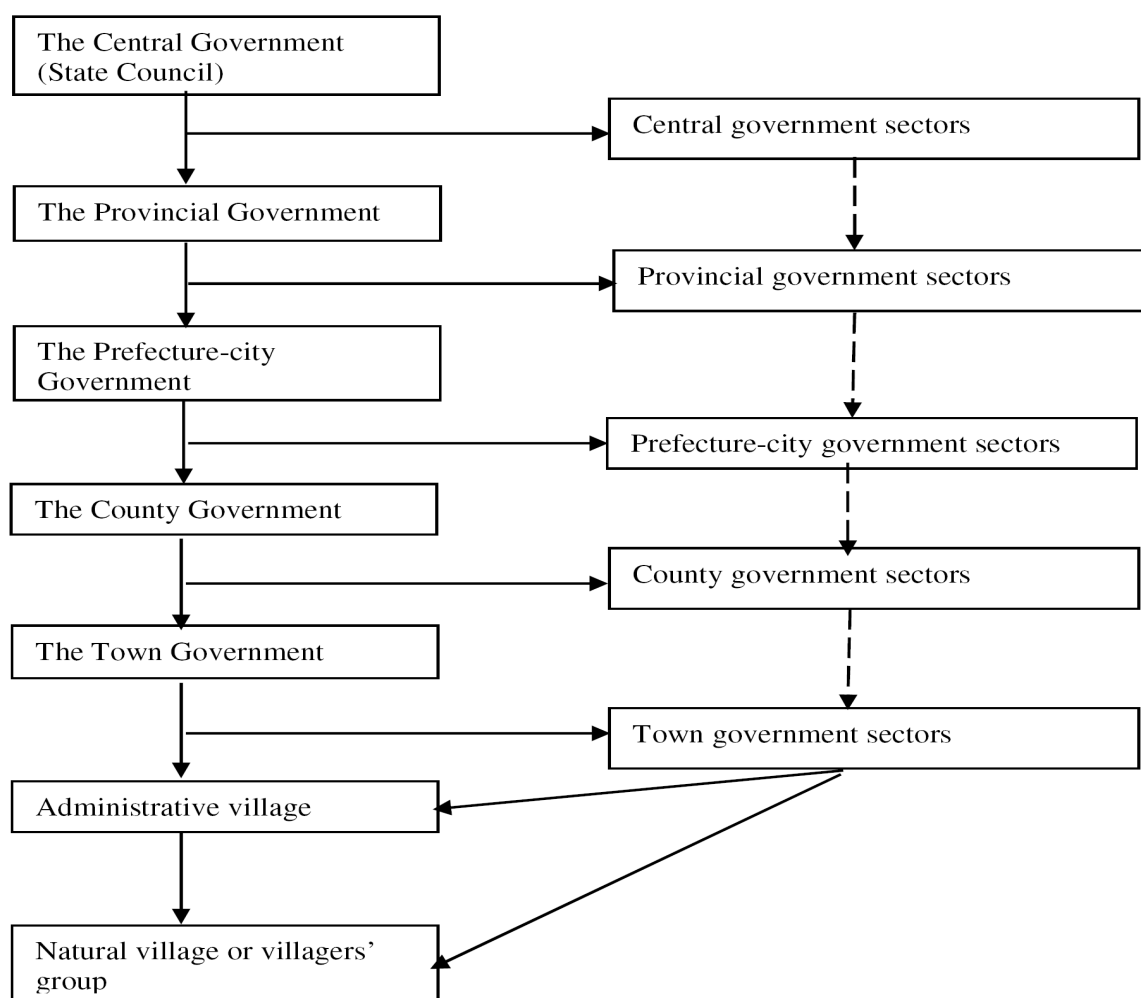 The Central Government
(State Council)
Central government sectors
The Provincial Government
Provincial government sectors
The Prefecture-city
Government
Prefecture-city government sectors
The County Government
County government sectors
The Town Government
Town government sectors
Administrative village
Natural village or villagers’
group